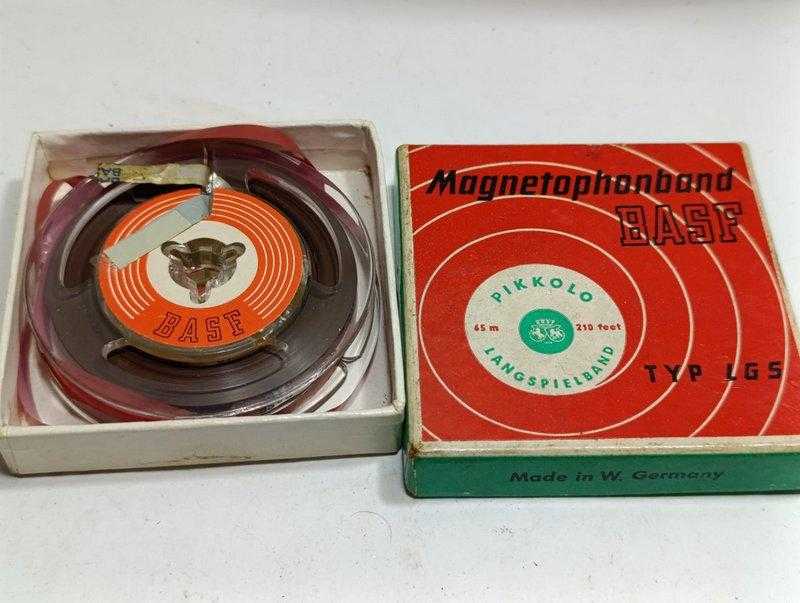 BASF
Magnetophonband
BASF
PIKKOLO
65 m
210 feet
LANGSPIELBAND
TYP LGS
Made in W. Germany